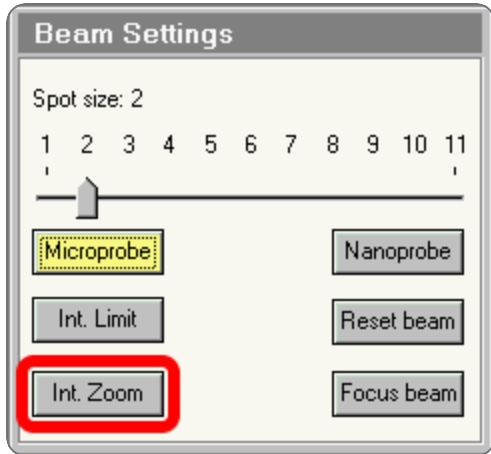 Beam Settings
Spot size: 2
1 2 3 4 5 6 7 8 9 10 11
Microprobe Nanoprobe
Int. Limit Reset beam
Int. Zoom Focus beam